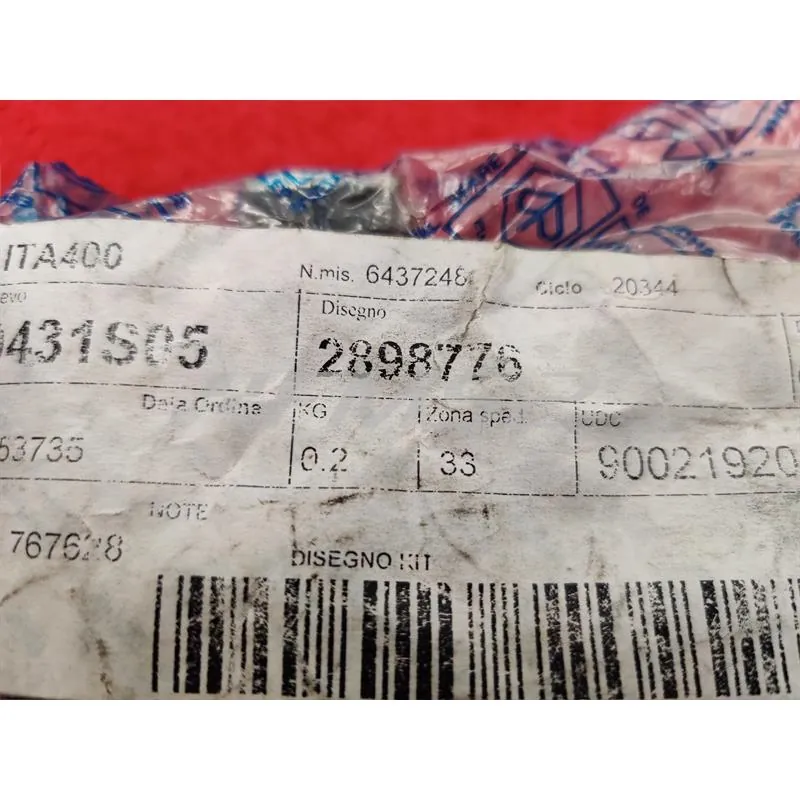 ITA400 N.mis. 6437248 Ciclo 20344
evo Disegno
0431S05 2898776
Data Ordine KG Zona sped. UDC
63735 0.2 33 90021920
NOTE
767628 DISEGNO KIT